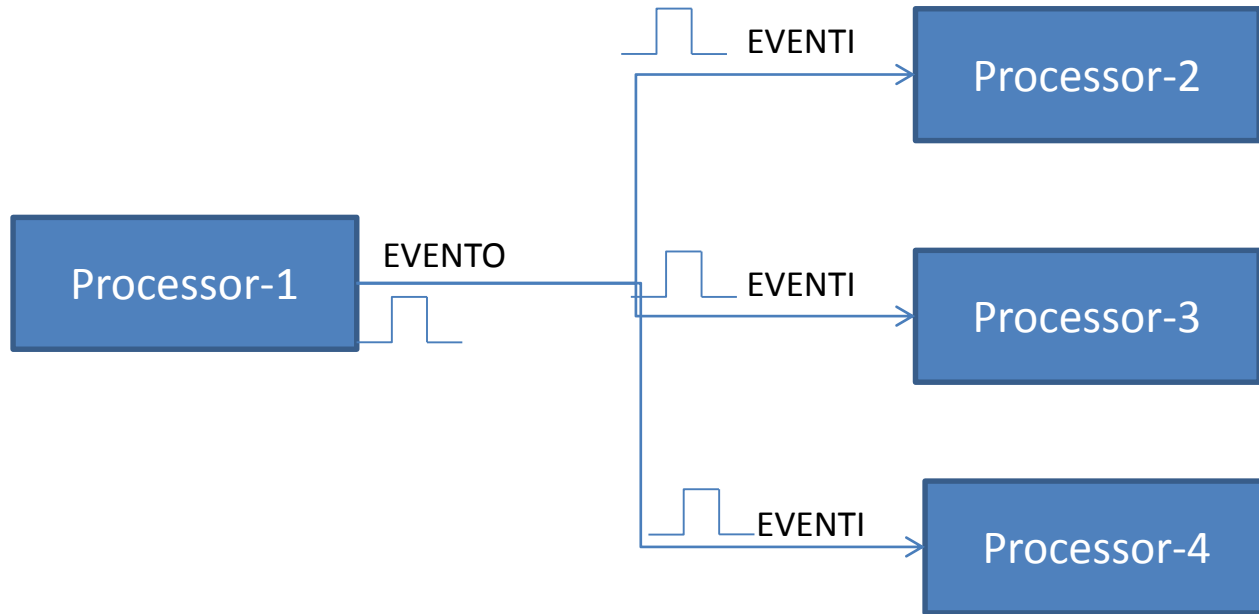 EVENTI
Processor-2
Processor-1
EVENTO
EVENTI
Processor-3
EVENTI
Processor-4